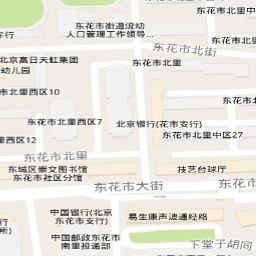 东花市街道流动
人口管理工作领导...
东花市北里
东花市北里东
东花市北街
北京高日天虹集团
幼儿园
东花市北里
北里西区10
东花市北里西区7
北里西区12
北京银行(花市支行)
东花市北里中区27
东花市北里
东城区崇文图书馆
东花市社区分馆
技艺台球厅
东花市大街
中国银行(北京
东花市支行)
易生康声波通经络
中国邮政东花市
南里投递部
东花市南里
下堂子胡同